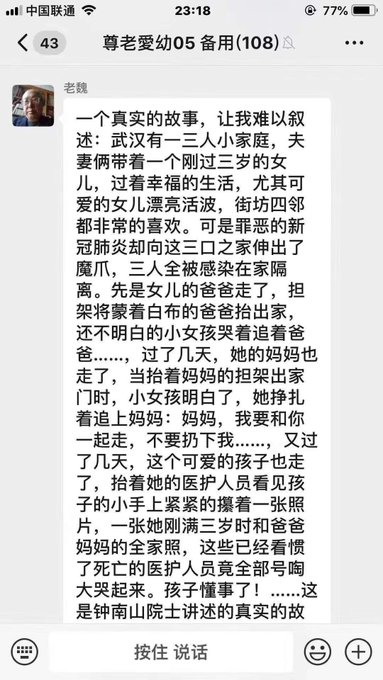 中国联通 23:18 77%
43 尊老愛幼05 备用(108)
老魏
一个真实的故事，让我难以叙
述：武汉有一三人小家庭，夫
妻俩带着一个刚过三岁的女
儿，过着幸福的生活，尤其可
爱的女儿漂亮活波，街坊四邻
都非常的喜欢。可是罪恶的新
冠肺炎却向这三口之家伸出了
魔爪，三人全被感染在家隔
离。先是女儿的爸爸走了，担
架将蒙着白布的爸爸抬出家，
还不明白的小女孩哭着追着爸
爸……，过了几天，她的妈妈也
走了，当抬着妈妈的担架出家
门时，小女孩明白了，她挣扎
着追上妈妈：妈妈，我要和你
一起走，不要扔下我……，又过
了几天，这个可爱的孩子也走
了，抬着她的医护人员看见孩
子的小手上紧紧的攥着一张照
片，一张她刚满三岁时和爸爸
妈妈的全家照，这些已经看惯
了死亡的医护人员竟全部号啕
大哭起来。孩子懂事了！……这
是钟南山院士讲述的真实的故
按住 说话